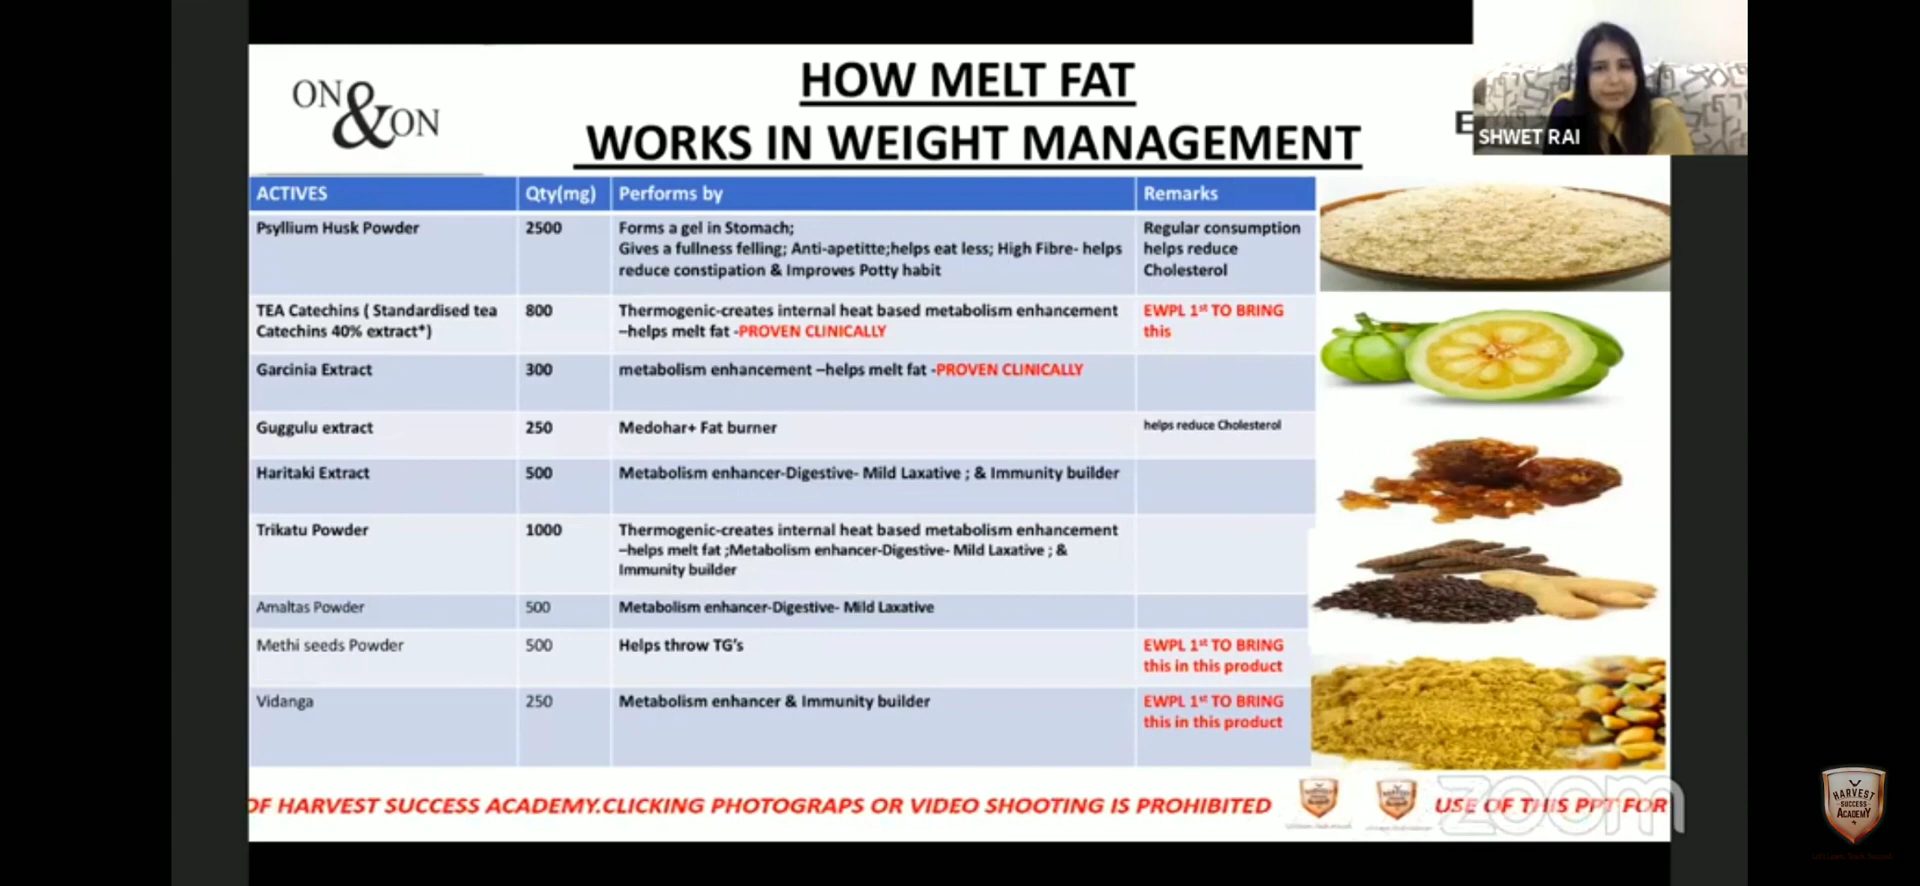 ON
&
ON
HOW MELT FAT
WORKS IN WEIGHT MANAGEMENT
E
SHWET RAI
ACTIVES Qty(mg) Performs by Remarks
Psyllium Husk Powder 2500 Forms a gel in Stomach; Regular consumption
Gives a fullness felling; Anti-apetitte;helps eat less; High Fibre- helps helps reduce
reduce constipation & Improves Potty habit Cholesterol
TEA Catechins ( Standardised tea 800 Thermogenic-creates internal heat based metabolism enhancement EWPL 1st TO BRING
Catechins 40% extract*) –helps melt fat -PROVEN CLINICALLY this
Garcinia Extract 300 metabolism enhancement –helps melt fat -PROVEN CLINICALLY
Guggulu extract 250 Medohar+ Fat burner helps reduce Cholesterol
Haritaki Extract 500 Metabolism enhancer-Digestive- Mild Laxative ; & Immunity builder
Trikatu Powder 1000 Thermogenic-creates internal heat based metabolism enhancement
–helps melt fat ;Metabolism enhancer-Digestive- Mild Laxative ; &
Immunity builder
Amaltas Powder 500 Metabolism enhancer-Digestive- Mild Laxative
Methi seeds Powder 500 Helps throw TG's EWPL 1st TO BRING
this in this product
Vidanga 250 Metabolism enhancer & Immunity builder EWPL 1st TO BRING
this in this product
OF HARVEST SUCCESS ACADEMY.CLICKING PHOTOGRAPS OR VIDEO SHOOTING IS PROHIBITED USE OF THIS PPT FOR
zoom
HARVEST
SUCCESS
ACADEMY